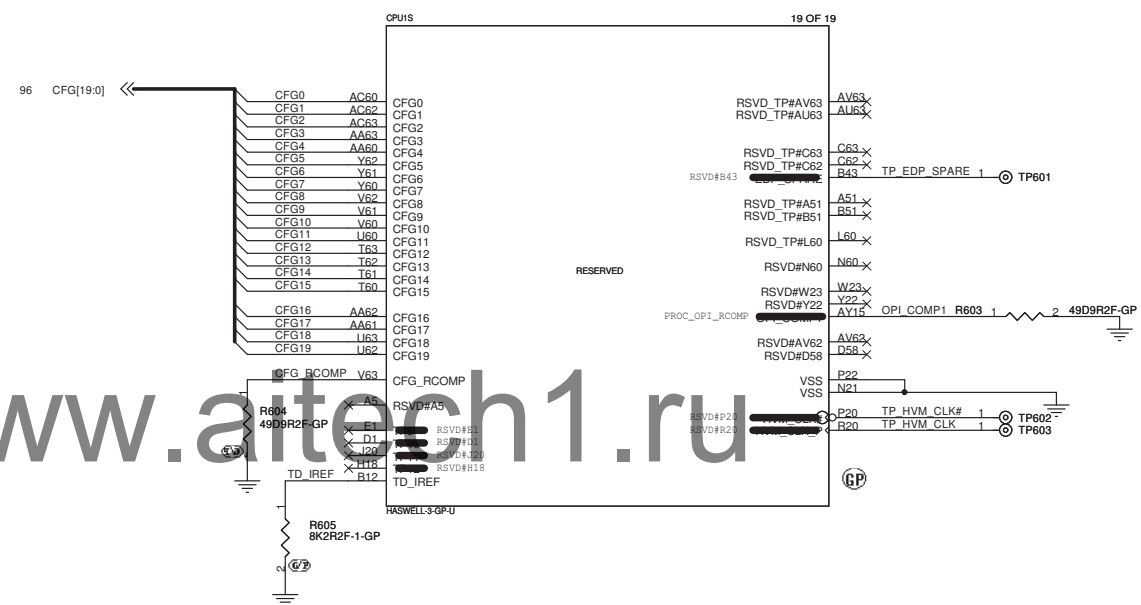 CPU1S 19 OF 19
96 CFG[19:0]
CFG0 AC60 CFG0
CFG1 AC62 CFG1
CFG2 AC63 CFG2
CFG3 AA63 CFG3
CFG4 AA60 CFG4
CFG5 Y62 CFG5
CFG6 Y61 CFG6
CFG7 Y60 CFG7
CFG8 V62 CFG8
CFG9 V61 CFG9
CFG10 V60 CFG10
CFG11 U60 CFG11
CFG12 T63 CFG12
CFG13 T62 CFG13
CFG14 T61 CFG14
CFG15 T60 CFG15
CFG16 AA62 CFG16
CFG17 AA61 CFG17
CFG18 U63 CFG18
CFG19 U62 CFG19
CFG_RCOMP V63 CFG_RCOMP
A5 RSVD#A5
E1 RSVD#E1
D1 RSVD#D1
J20 RSVD#J20
H18 RSVD#H18
TD_IREF B12 TD_IREF
1
R604
49D9R2F-GP
1
R605
8K2R2F-1-GP
2
RESERVED
RSVD_TP#AV63 AV63
RSVD_TP#AU63 AU63
RSVD_TP#C63 C63
RSVD_TP#C62 C62
RSVD#B43 B43 TP_EDP_SPARE 1 TP601
RSVD_TP#A51 A51
RSVD_TP#B51 B51
RSVD_TP#L60 L60
RSVD#N60 N60
RSVD#W23 W23
RSVD#Y22 Y22
PROC_OPI_RCOMP AY15 OPI_COMP1 R603 1 2 49D9R2F-GP
RSVD#AV62 AV62
RSVD#D58 D58
VSS P22
VSS N21
RSVD#P20 P20 TP_HVM_CLK# 1 TP602
RSVD#R20 R20 TP_HVM_CLK 1 TP603
GP
HASWELL-3-GP-U
www.aitech1.ru